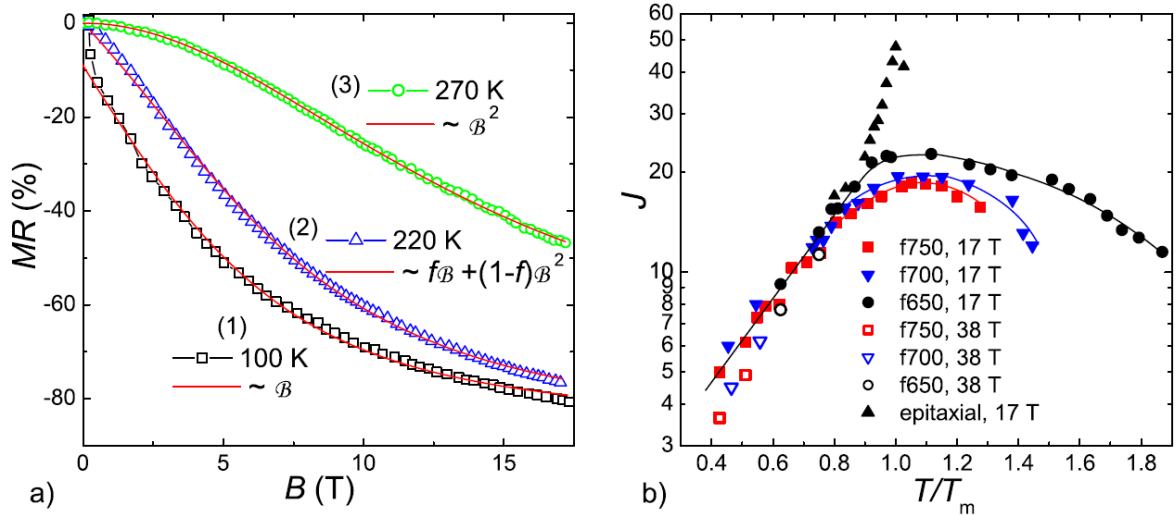 0
-20
-40
-60
-80
MR (%)
(3) 270 K
~ ℬ²
(2) 220 K
~ fℬ +(1-f)ℬ²
(1)
100 K
~ ℬ
0 5 10 15
a) B (T)
60
50
40
30
20
10
9
8
7
6
5
4
3
J
f750, 17 T
f700, 17 T
f650, 17 T
f750, 38 T
f700, 38 T
f650, 38 T
epitaxial, 17 T
0.4 0.6 0.8 1.0 1.2 1.4 1.6 1.8
b) T/Tm